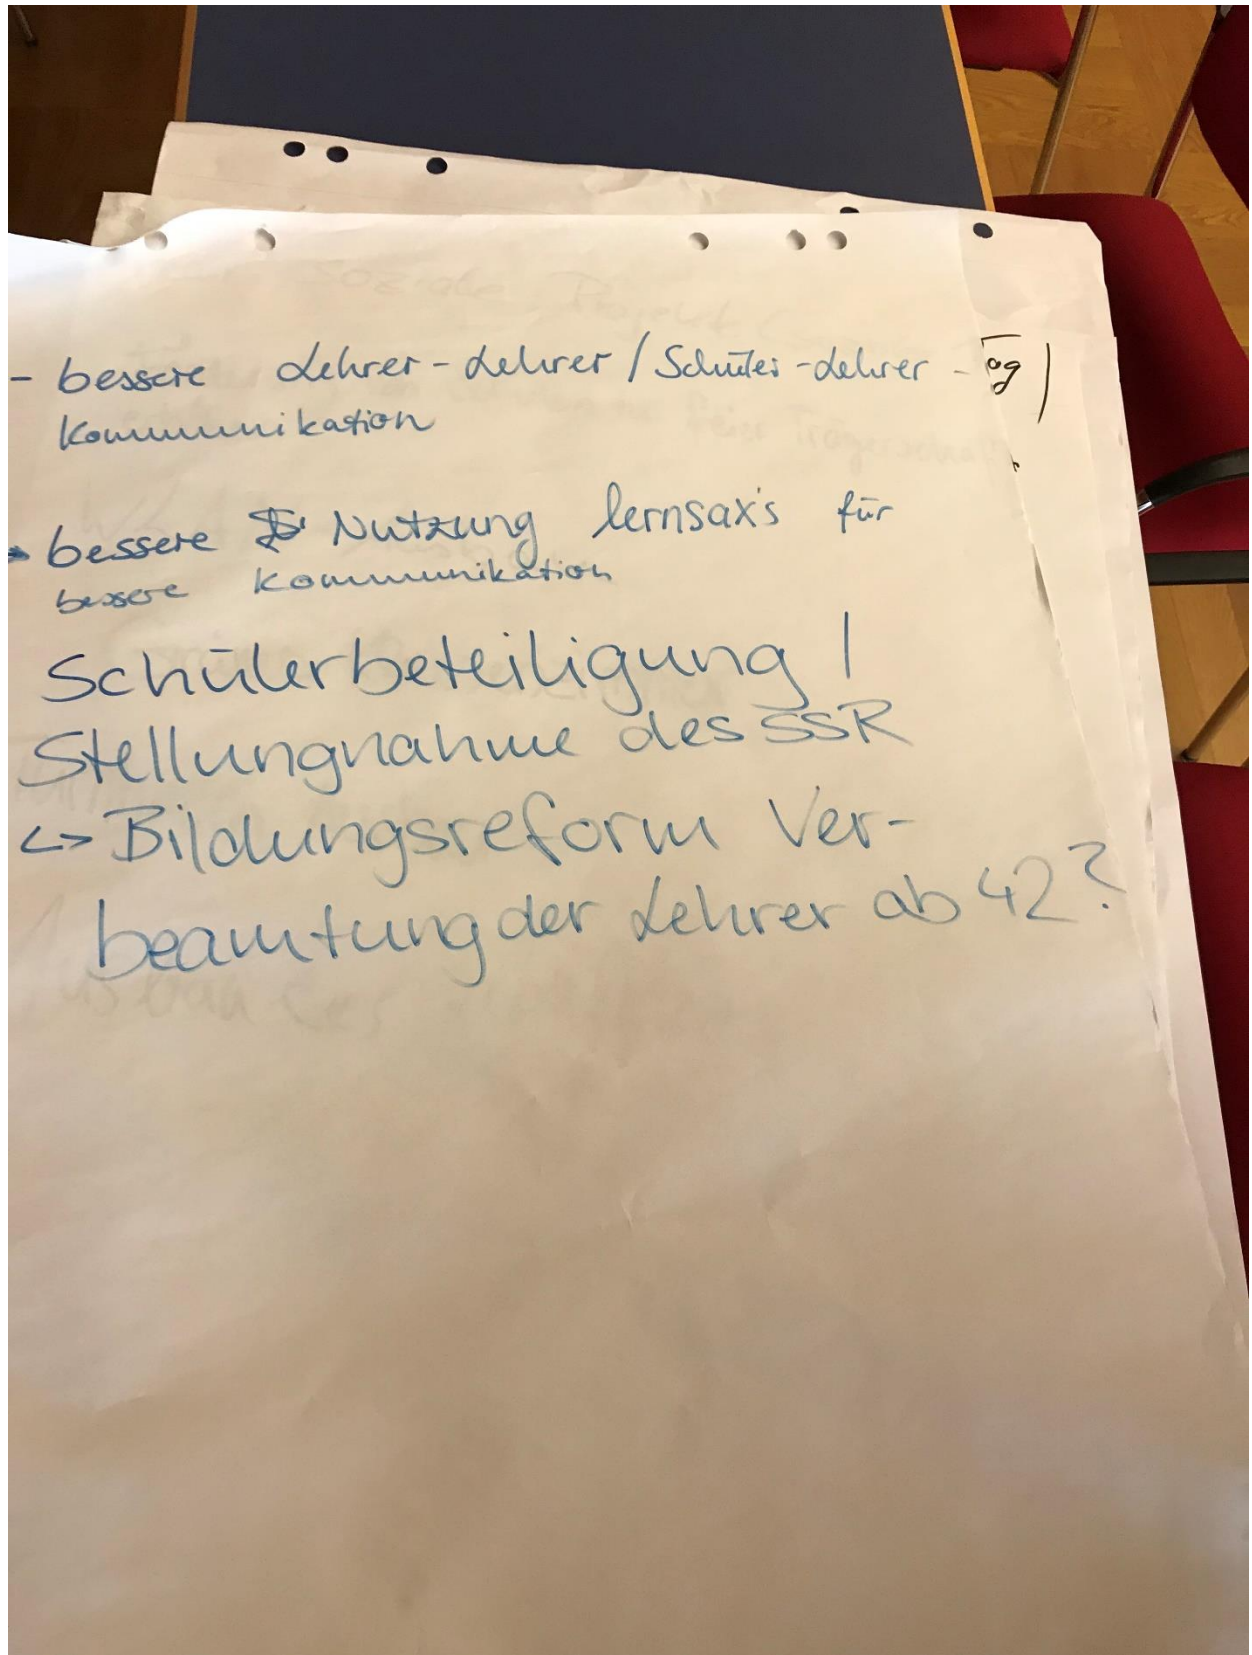 - bessere Lehrer-Lehrer / Schüler-Lehrer -
Kommunikation
- bessere Nutzung lernsax's für
bessere Kommunikation
Schülerbeteiligung /
Stellungnahme des SSR
<-> Bildungsreform Ver-
beamtung der Lehrer ab 42?